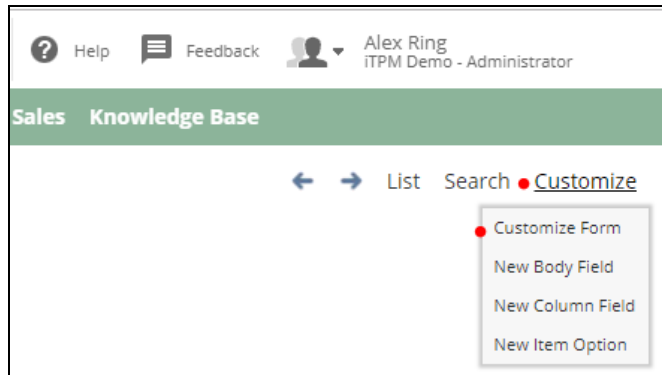 Help Feedback Alex Ring
iTPM Demo - Administrator
Sales Knowledge Base
List Search Customize
Customize Form
New Body Field
New Column Field
New Item Option